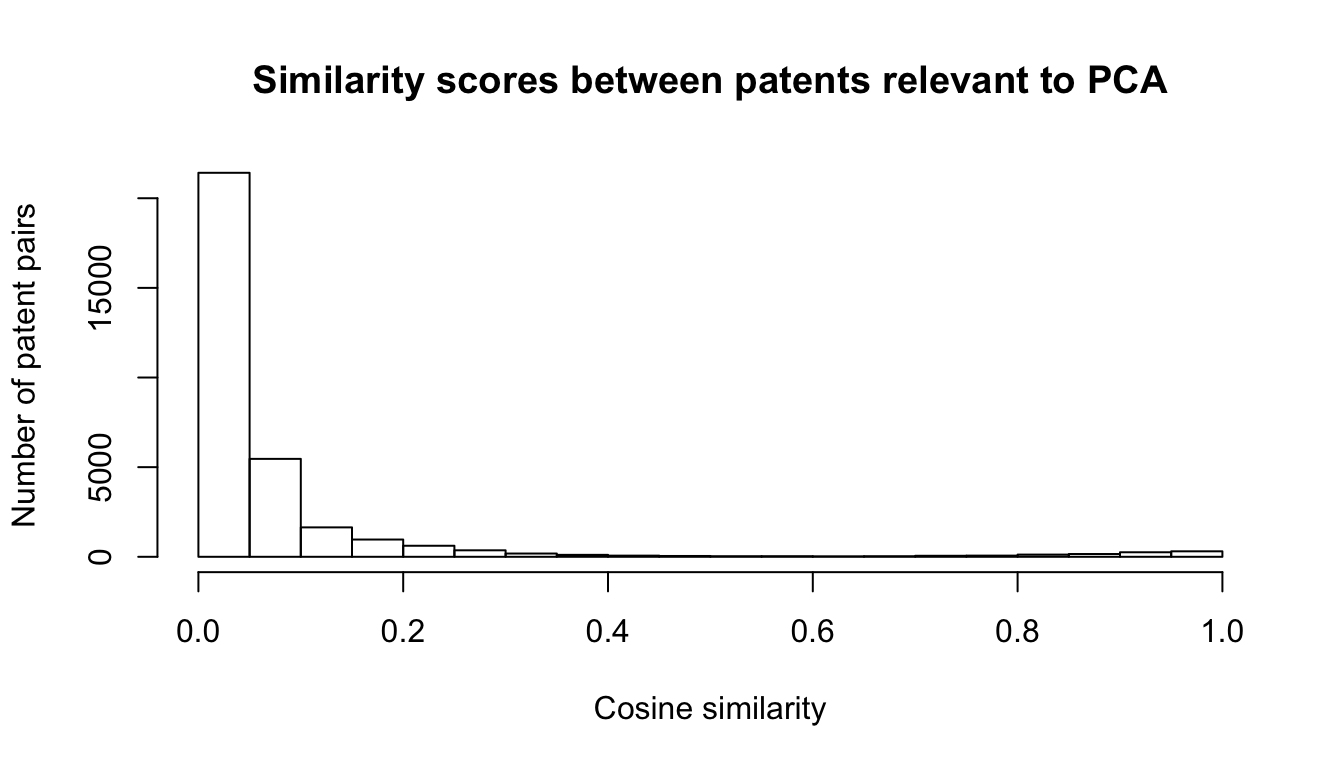 Similarity scores between patents relevant to PCA
Number of patent pairs
15000
5000
0
0.0 0.2 0.4 0.6 0.8 1.0
Cosine similarity